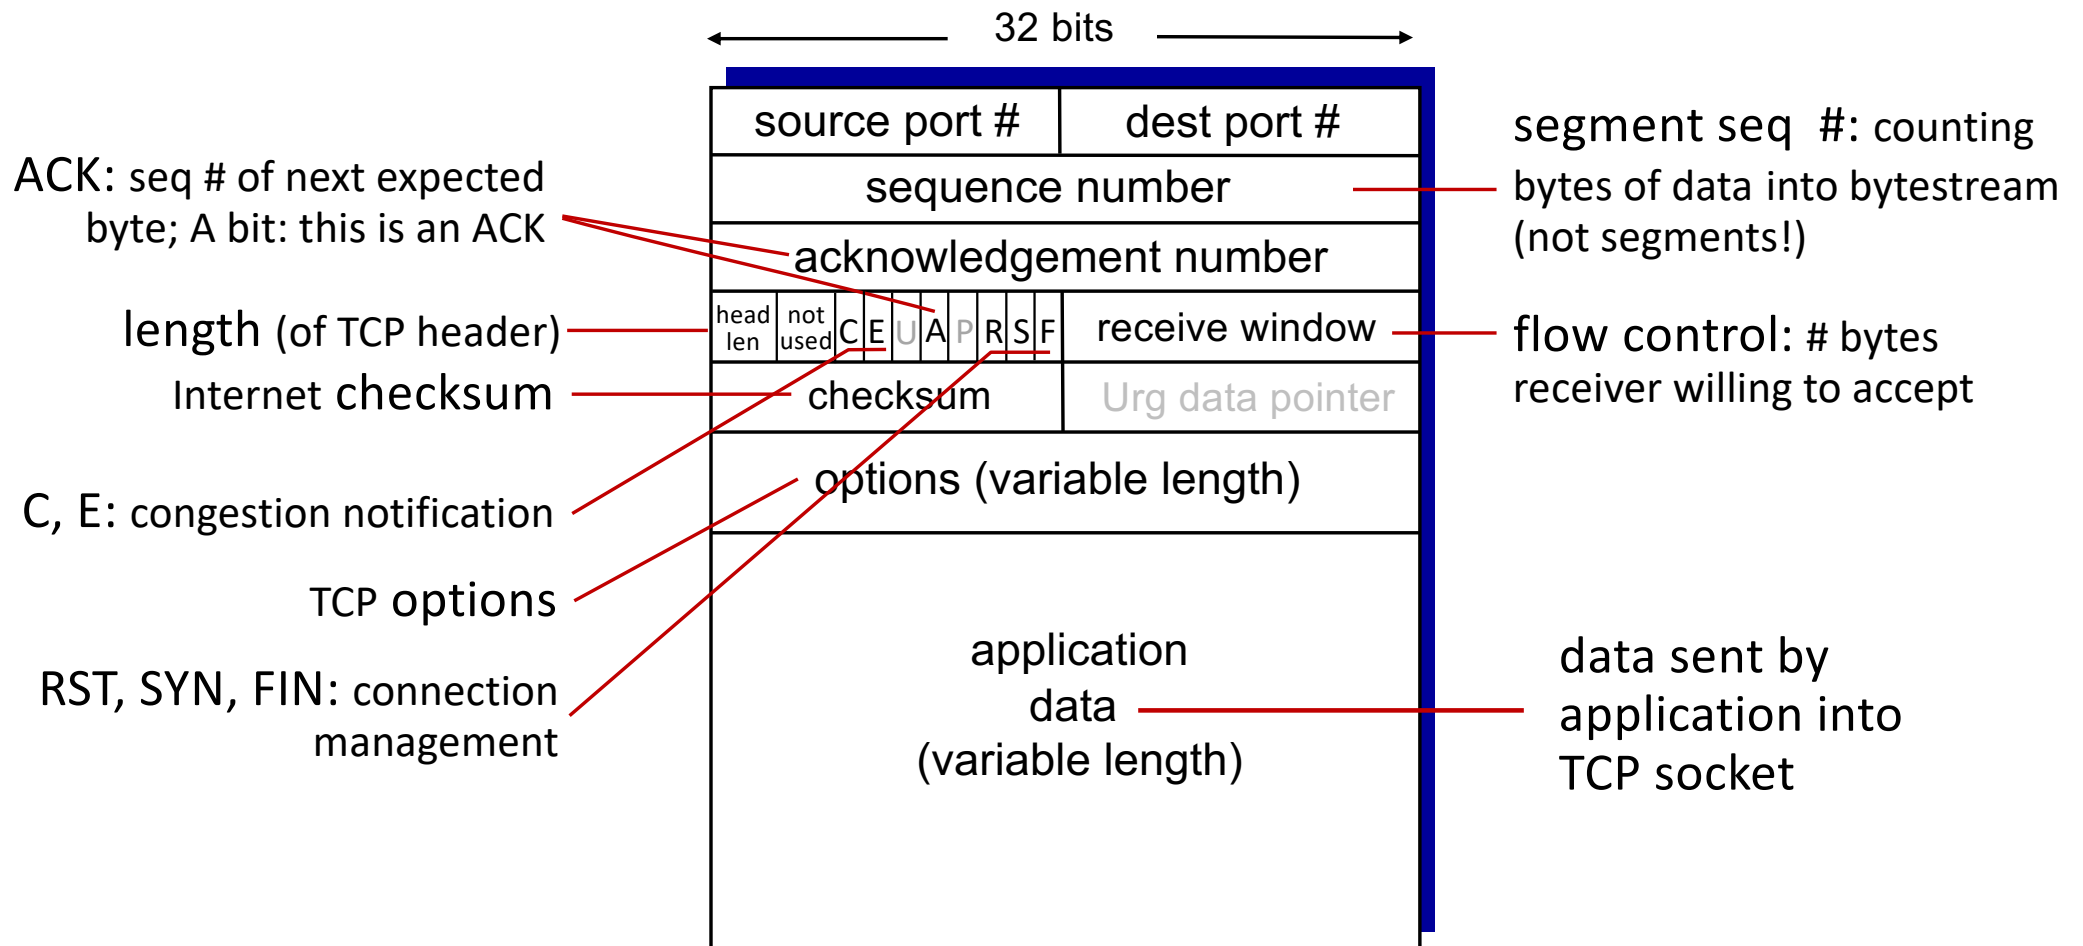 32 bits
source port #
dest port #
segment seq  #: counting
bytes of data into bytestream
(not segments!)
ACK: seq # of next expected
byte; A bit: this is an ACK
sequence number
acknowledgement number
length (of TCP header)
head
len
not
used
C
E
U
A
P
R
S
F
receive window
flow control: # bytes
receiver willing to accept
Internet checksum
checksum
Urg data pointer
options (variable length)
C, E: congestion notification
TCP options
RST, SYN, FIN: connection
management
application
data
(variable length)
data sent by
application into
TCP socket